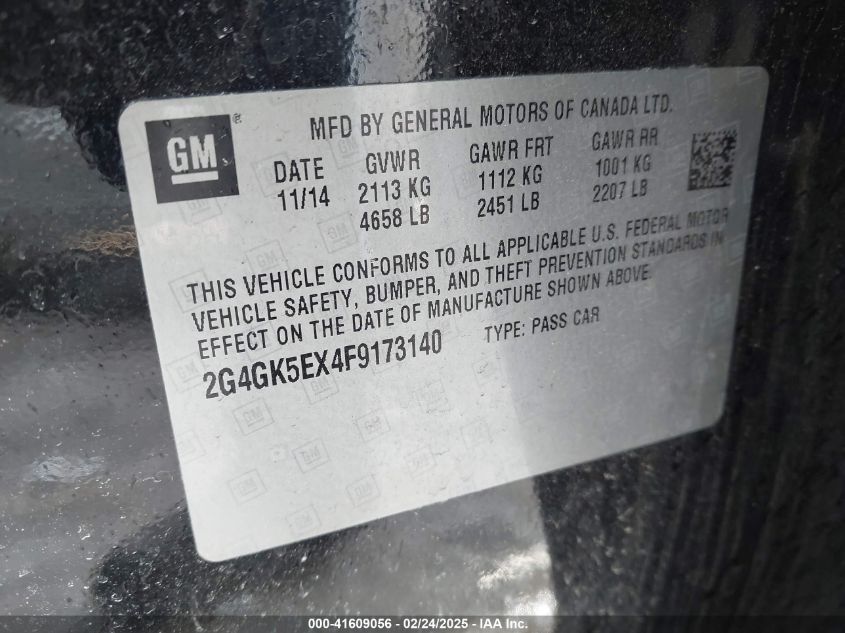 GM
®
MFD BY GENERAL MOTORS OF CANADA LTD.
DATE GVWR GAWR FRT GAWR RR
11/14 2113 KG 1112 KG 1001 KG
4658 LB 2451 LB 2207 LB
THIS VEHICLE CONFORMS TO ALL APPLICABLE U.S. FEDERAL MOTOR
VEHICLE SAFETY, BUMPER, AND THEFT PREVENTION STANDARDS IN
EFFECT ON THE DATE OF MANUFACTURE SHOWN ABOVE.
2G4GK5EX4F9173140 TYPE: PASS CAR
000-41609056 - 02/24/2025 - IAA Inc.